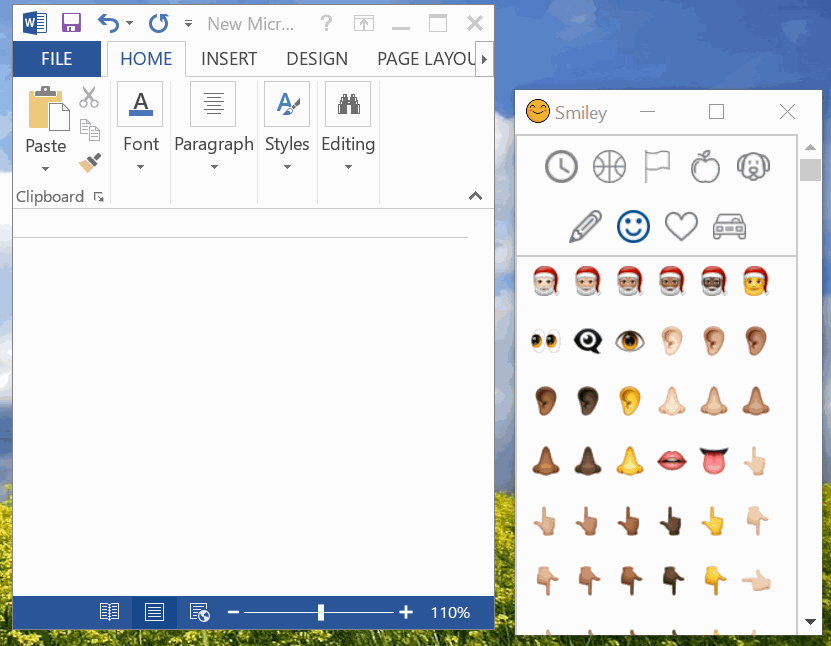 New Micr... ?
FILE HOME INSERT DESIGN PAGE LAYOU
Paste Font Paragraph Styles Editing
Clipboard
110%
Smiley